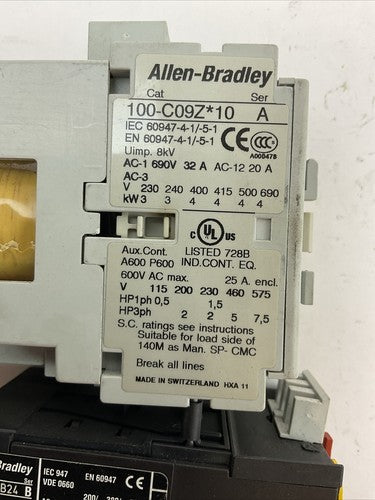 Allen-Bradley
Cat Ser
100-C09Z*10 A
IEC 60947-4-1/-5-1
EN 60947-4-1/-5-1
CE CCC
A000478
Uimp. 8kV
AC-1 690V 32 A AC-12 20 A
AC-3
V 230 240 400 415 500 690
kW 3 3 4 4 4 4
C UL US
Aux.Cont. LISTED 728B
A600 P600 IND.CONT. EQ.
600V AC max. 25 A. encl.
V 115 200 230 460 575
HP1ph 0,5 1,5
HP3ph 2 2 5 7,5
S.C. ratings see instructions
Suitable for load side of
140M as Man. SP- CMC
Break all lines
MADE IN SWITZERLAND HXA 11
Bradley
Ser
B24 B
IEC 947 EN 60947
VDE 0660